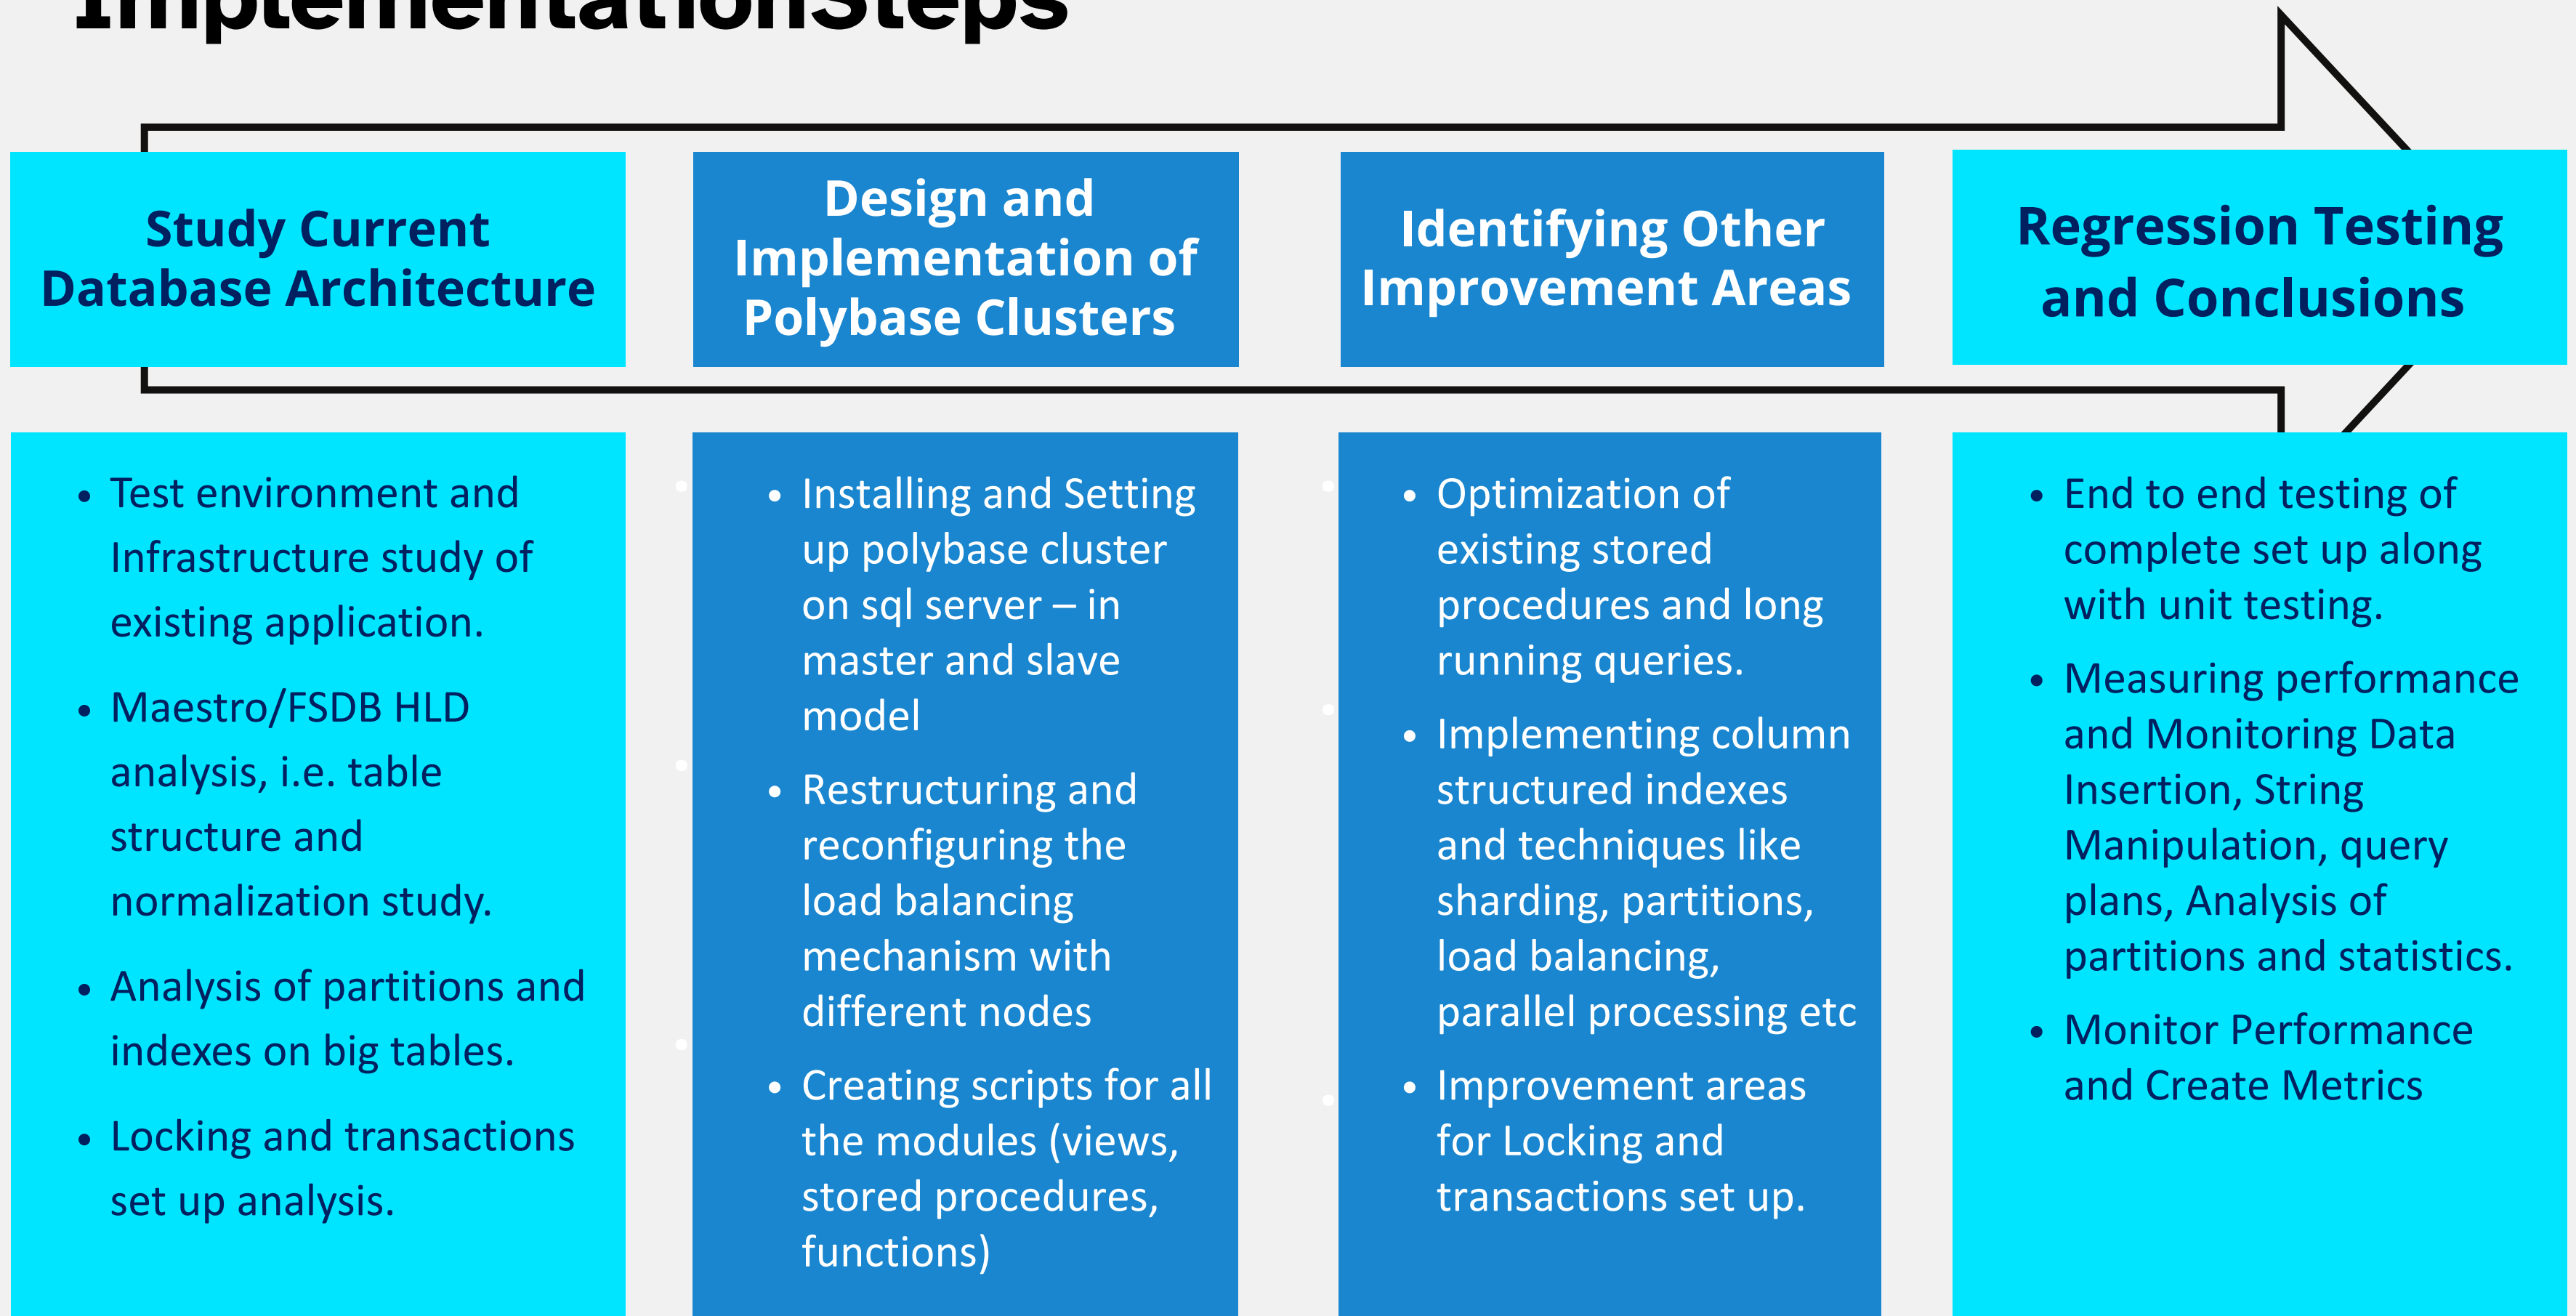 ImplementationSteps
Study Current
Database Architecture
Design and
Implementation of
Polybase Clusters
Identifying Other
Improvement Areas
Regression Testing
and Conclusions
• Test environment and
Infrastructure study of
existing application.
• Maestro/FSDB HLD
analysis, i.e. table
structure and
normalization study.
• Analysis of partitions and
indexes on big tables.
• Locking and transactions
set up analysis.
• Installing and Setting
up polybase cluster
on sql server – in
master and slave
model
• Restructuring and
reconfiguring the
load balancing
mechanism with
different nodes
• Creating scripts for all
the modules (views,
stored procedures,
functions)
• Optimization of
existing stored
procedures and long
running queries.
• Implementing column
structured indexes
and techniques like
sharding, partitions,
load balancing,
parallel processing etc
• Improvement areas
for Locking and
transactions set up.
• End to end testing of
complete set up along
with unit testing.
• Measuring performance
and Monitoring Data
Insertion, String
Manipulation, query
plans, Analysis of
partitions and statistics.
• Monitor Performance
and Create Metrics